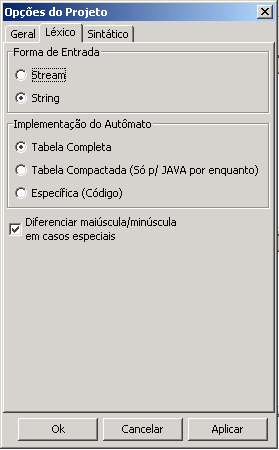 Opções do Projeto
Geral Léxico Sintático
Forma de Entrada
Stream
String
Implementação do Autômato
Tabela Completa
Tabela Compactada (Só p/ JAVA por enquanto)
Específica (Código)
Diferenciar maiúscula/minúscula
em casos especiais
Ok Cancelar Aplicar